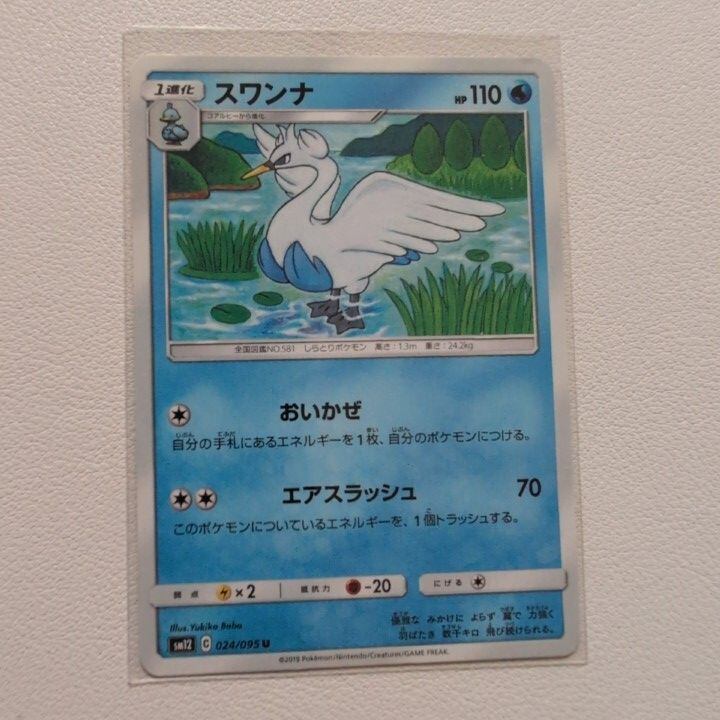 1進化
スワンナ
HP 110
コアルヒーから進化
全国図鑑NO.581 しらとりポケモン 高さ：1.3m 重さ：24.2kg
おいかぜ
自分の手札にあるエネルギーを1枚、自分のポケモンにつける。
エアスラッシュ 70
このポケモンについているエネルギーを、1個トラッシュする。
弱点 ×2 抵抗力 -20 にげる
優雅な みかけに よらず 翼で 力強く
羽ばたき 数千キロ 飛び続けられる。
Illus.Yukiko Baba
sm12 C 024/095 U
©2019 Pokémon/Nintendo/Creatures/GAME FREAK.